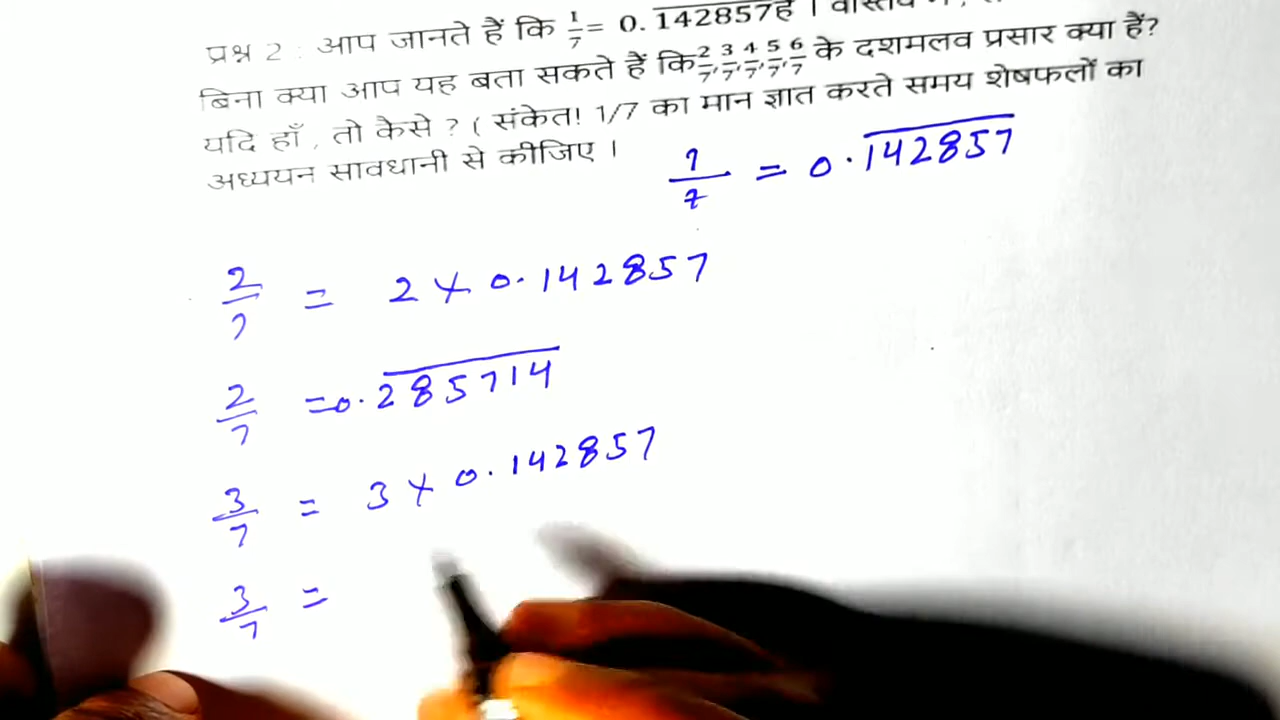 प्रश्न 2 : आप जानते हैं कि 1/7 = 0. 142857है । वास्तव में ,
बिना क्या आप यह बता सकते हैं कि 2/7, 3/7, 4/7, 5/7, 6/7 के दशमलव प्रसार क्या हैं?
यदि हाँ , तो कैसे ? ( संकेत! 1/7 का मान ज्ञात करते समय शेषफलों का
अध्ययन सावधानी से कीजिए ।
1/7 = 0.142857
2/7 = 2 × 0.142857
2/7 = 0.285714
3/7 = 3 × 0.142857
3/7 =